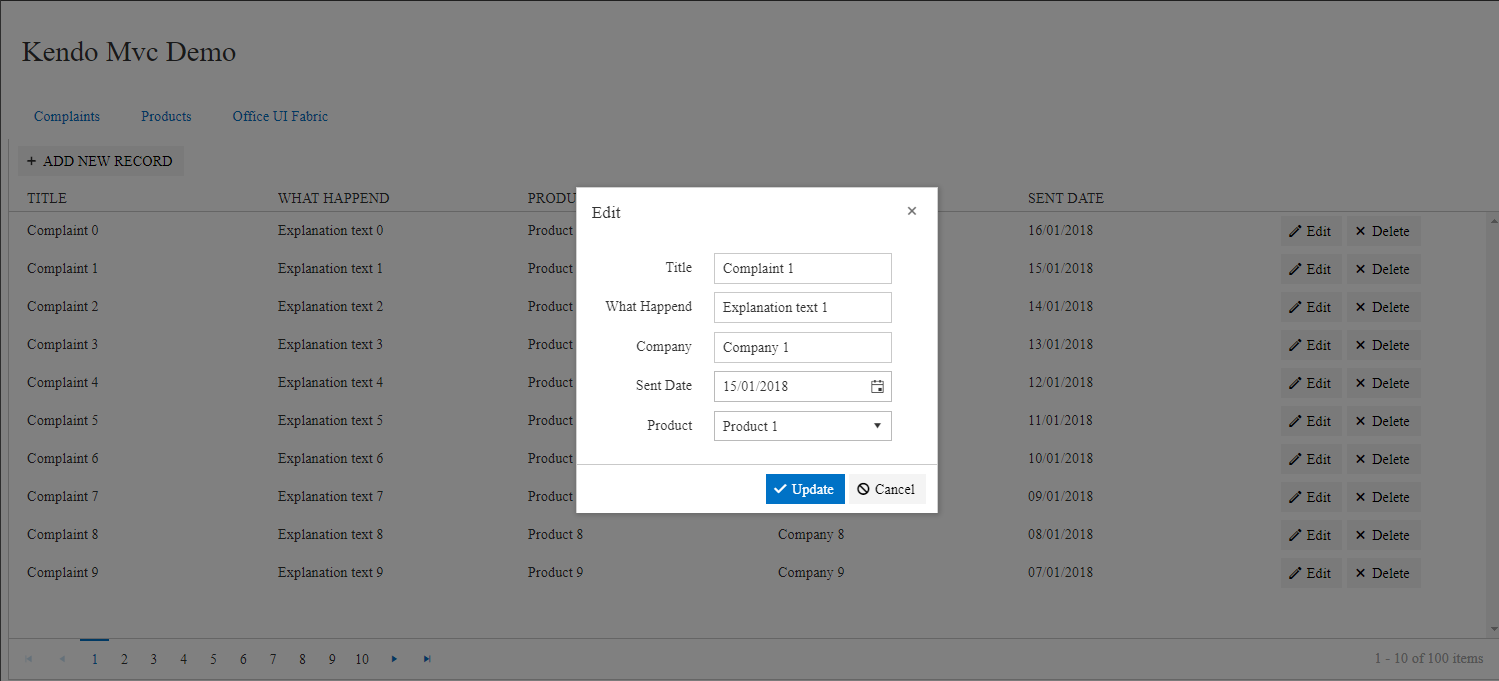 Kendo Mvc Demo
Complaints Products Office UI Fabric
+ ADD NEW RECORD
TITLE WHAT HAPPEND PRODU SENT DATE
Complaint 0 Explanation text 0 Product 16/01/2018 Edit Delete
Complaint 1 Explanation text 1 Product 15/01/2018 Edit Delete
Complaint 2 Explanation text 2 Product 14/01/2018 Edit Delete
Complaint 3 Explanation text 3 Product 13/01/2018 Edit Delete
Complaint 4 Explanation text 4 Product 12/01/2018 Edit Delete
Complaint 5 Explanation text 5 Product 11/01/2018 Edit Delete
Complaint 6 Explanation text 6 Product 10/01/2018 Edit Delete
Complaint 7 Explanation text 7 Product 09/01/2018 Edit Delete
Complaint 8 Explanation text 8 Product 8 Company 8 08/01/2018 Edit Delete
Complaint 9 Explanation text 9 Product 9 Company 9 07/01/2018 Edit Delete
1 2 3 4 5 6 7 8 9 10 1 - 10 of 100 items
Edit
Title Complaint 1
What Happend Explanation text 1
Company Company 1
Sent Date 15/01/2018
Product Product 1
Update Cancel